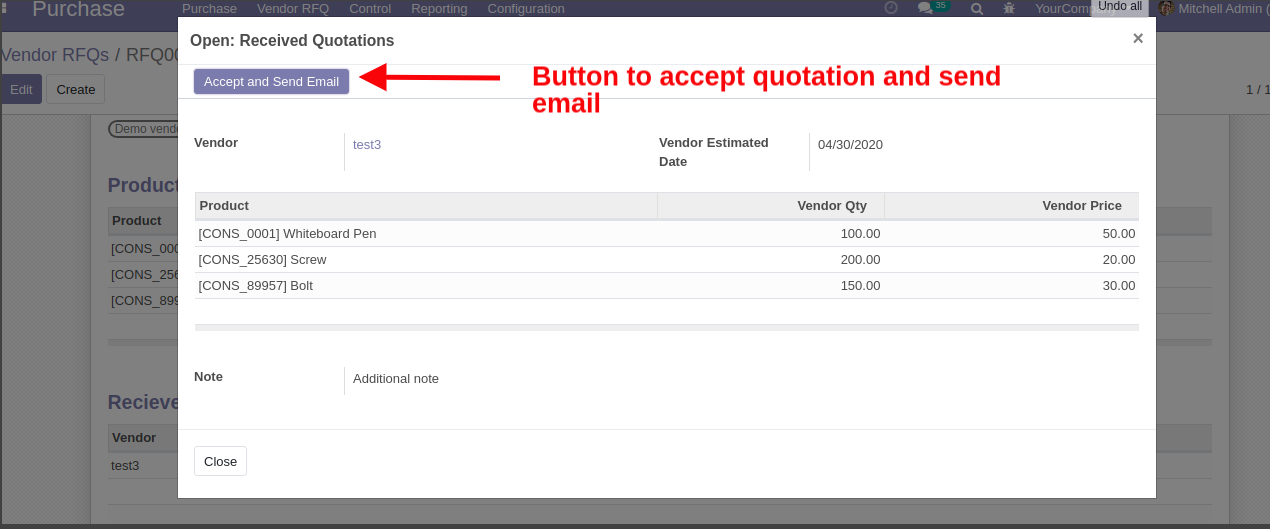 Purchase Purchase Vendor RFQ Control Reporting Configuration 35 YourCompany Undo all Mitchell Admin (
Open: Received Quotations ×
Vendor RFQs / RFQ00
Accept and Send Email
Button to accept quotation and send
email
Edit Create 1 / 1
Demo vend
Vendor test3 Vendor Estimated 04/30/2020
Date
Product
Product Vendor Qty Vendor Price
Product
[CONS_0001] Whiteboard Pen 100.00 50.00
[CONS_000
[CONS_25630] Screw 200.00 20.00
[CONS_256
[CONS_89957] Bolt 150.00 30.00
[CONS_899
Note Additional note
Recieve
Vendor
Close
test3